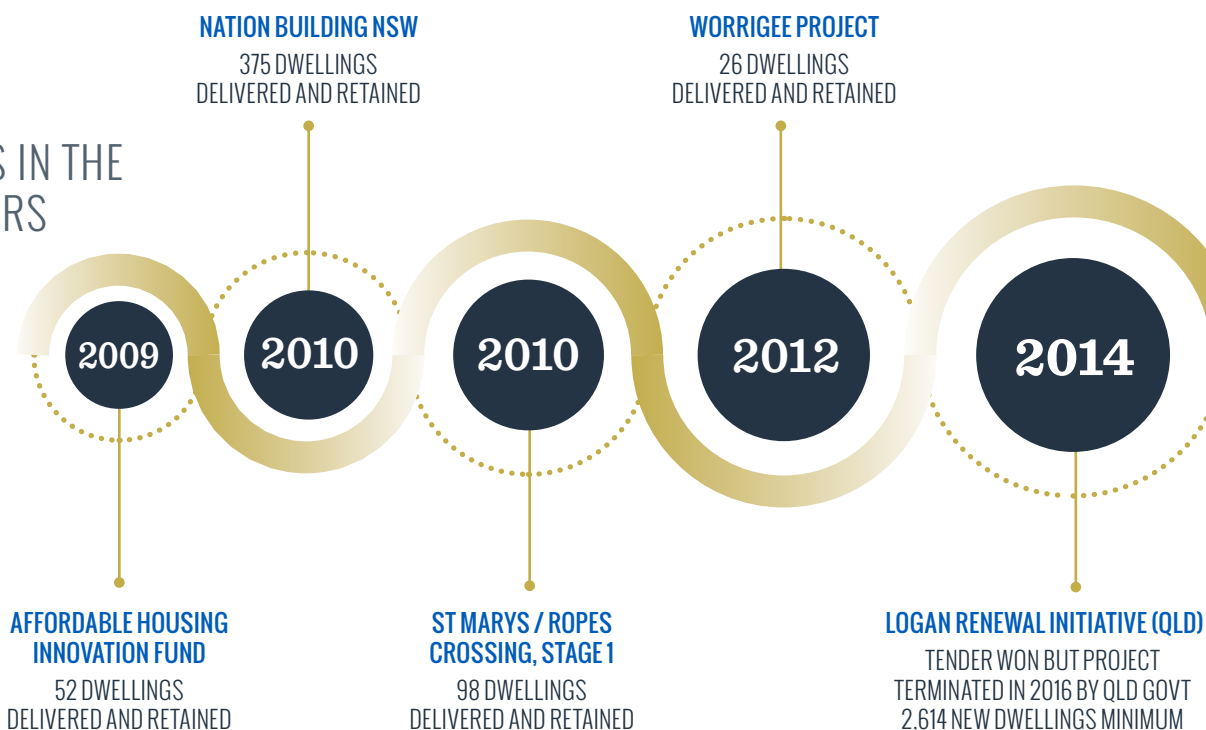 S IN THE
RS
2009
AFFORDABLE HOUSING
INNOVATION FUND
52 DWELLINGS
DELIVERED AND RETAINED
NATION BUILDING NSW
375 DWELLINGS
DELIVERED AND RETAINED
2010
2010
ST MARYS / ROPES
CROSSING, STAGE 1
98 DWELLINGS
DELIVERED AND RETAINED
WORRIGEE PROJECT
26 DWELLINGS
DELIVERED AND RETAINED
2012
2014
LOGAN RENEWAL INITIATIVE (QLD)
TENDER WON BUT PROJECT
TERMINATED IN 2016 BY QLD GOVT
2,614 NEW DWELLINGS MINIMUM